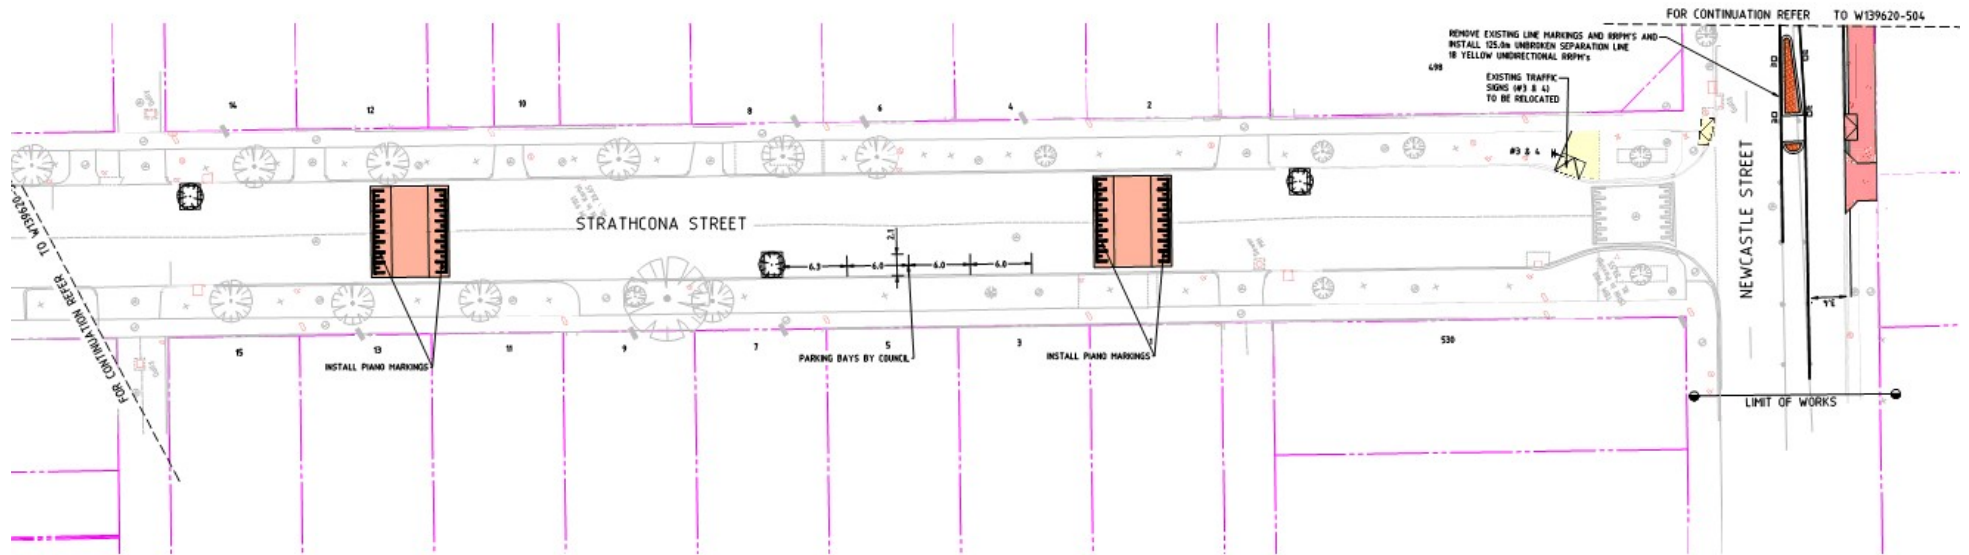 FOR CONTINUATION REFER TO W139620-504
REMOVE EXISTING LINE MARKINGS AND RRPM'S AND
INSTALL 125.0m UNBROKEN SEPARATION LINE
18 YELLOW UNIDIRECTIONAL RRPM's
498
EXISTING TRAFFIC
SIGNS (#3 & 4)
TO BE RELOCATED
14
12
10
8
6
4
2
#3 & 4
NEWCASTLE STREET
STRATHCONA STREET
2.1
6.3
6.0
6.0
6.0
3.4
FOR CONTINUATION REFER TO W139620-
15
13
11
9
7
5
3
1
530
INSTALL PIANO MARKINGS
PARKING BAYS BY COUNCIL
INSTALL PIANO MARKINGS
LIMIT OF WORKS